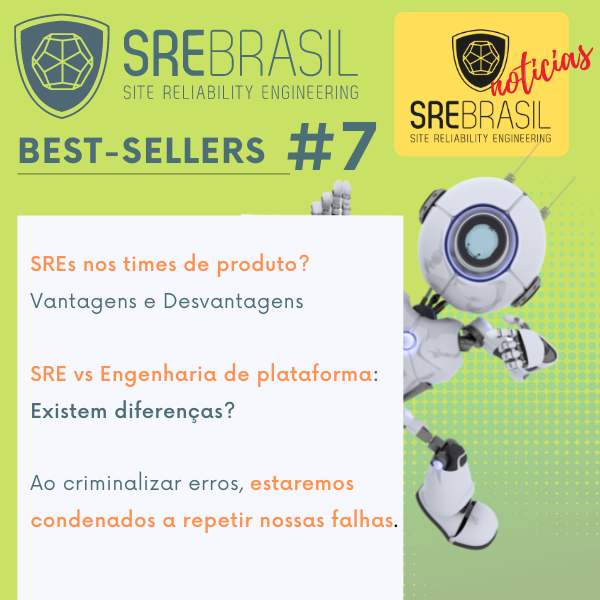 SREBRASIL
SITE RELIABILITY ENGINEERING
notícias
SREBRASIL
SITE RELIABILITY ENGINEERING
BEST-SELLERS #7
SREs nos times de produto?
Vantagens e Desvantagens
SRE vs Engenharia de plataforma:
Existem diferenças?
Ao criminalizar erros, estaremos
condenados a repetir nossas falhas.